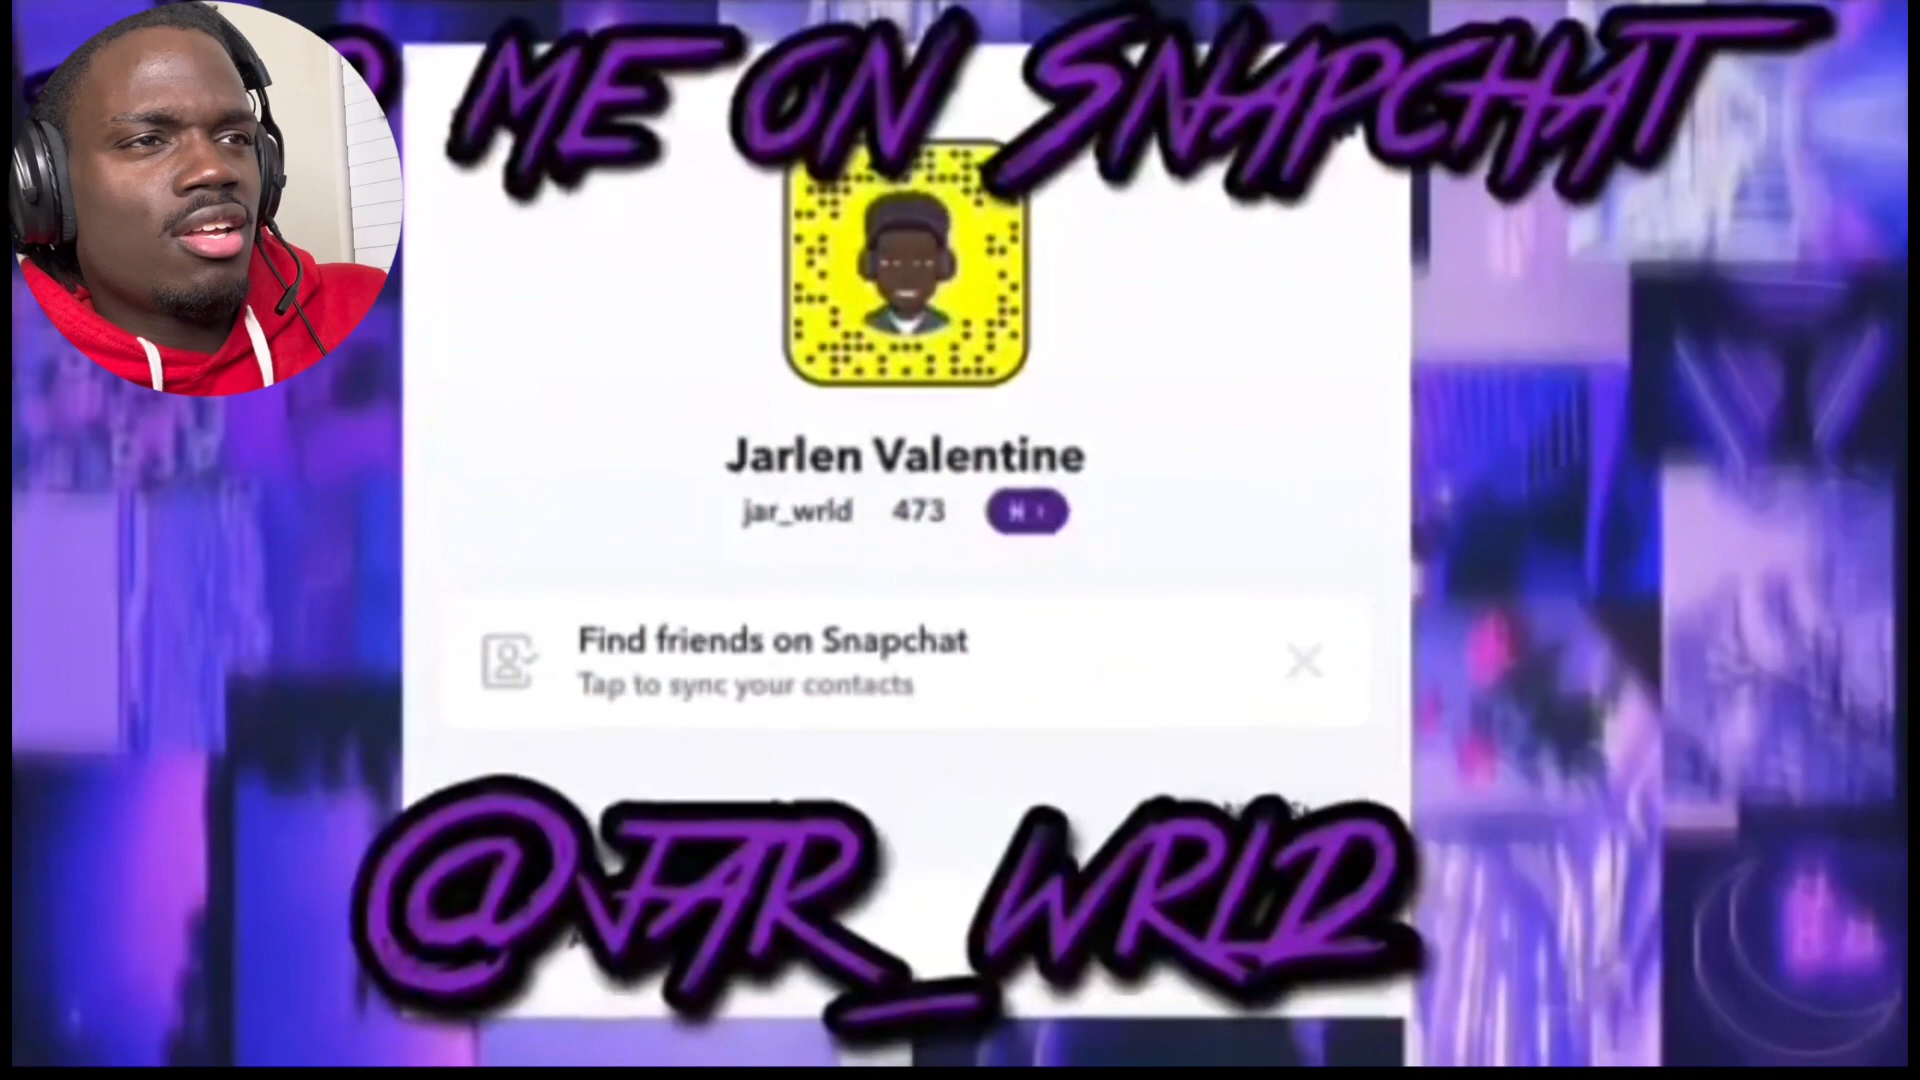 ME ON SNAPCHAT
Jarlen Valentine
jar_wrld 473
Find friends on Snapchat
Tap to sync your contacts
@JAR_WRLD